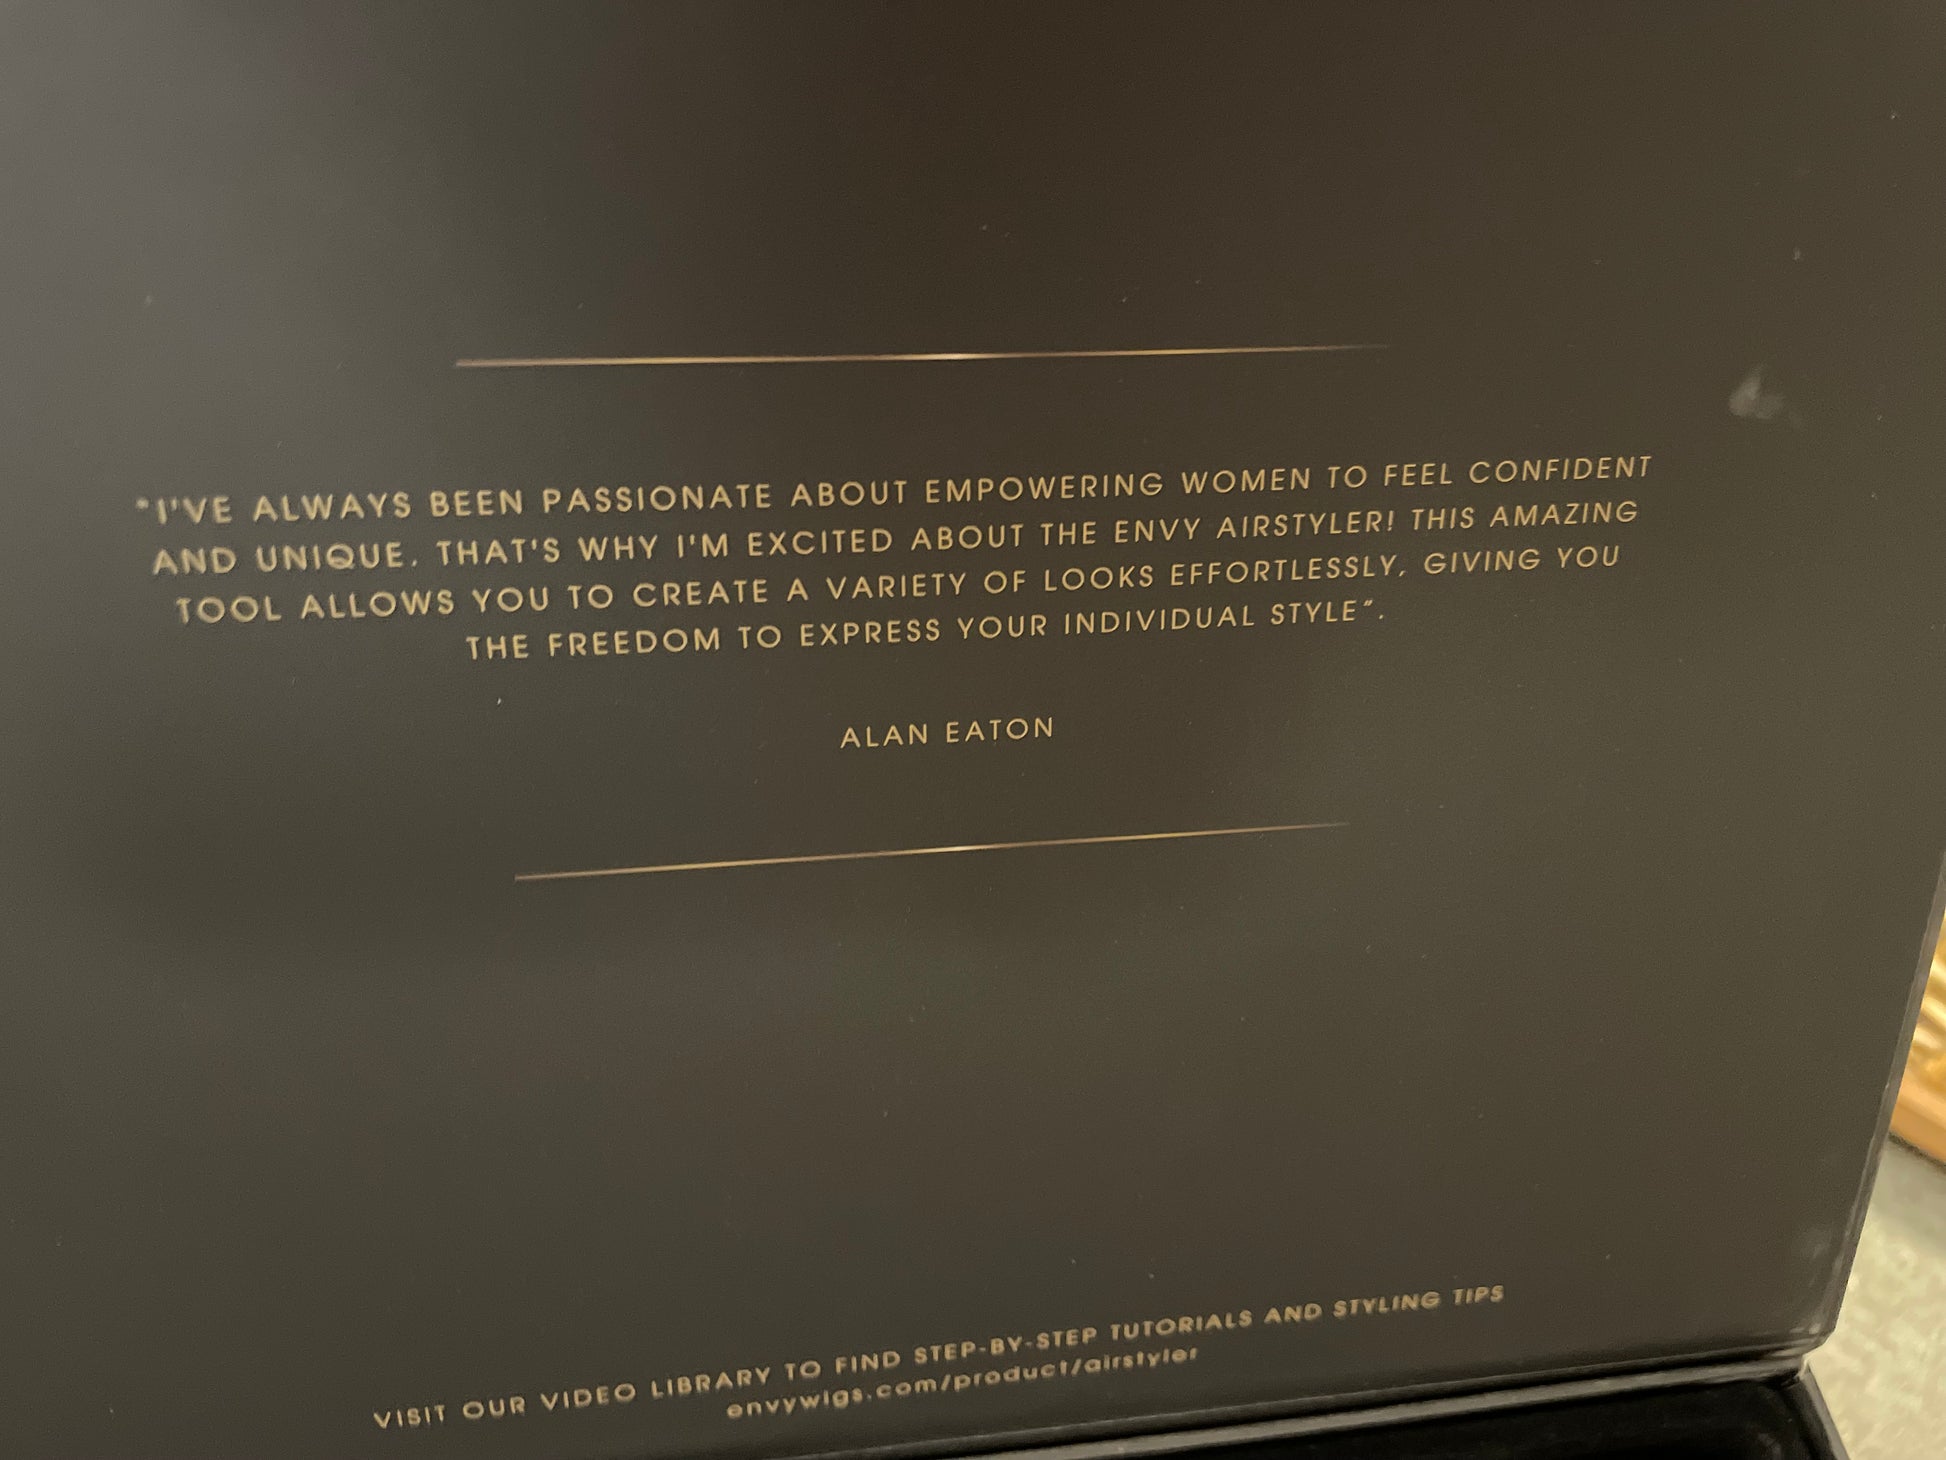 "I'VE ALWAYS BEEN PASSIONATE ABOUT EMPOWERING WOMEN TO FEEL CONFIDENT
AND UNIQUE. THAT'S WHY I'M EXCITED ABOUT THE ENVY AIRSTYLER! THIS AMAZING
TOOL ALLOWS YOU TO CREATE A VARIETY OF LOOKS EFFORTLESSLY, GIVING YOU
THE FREEDOM TO EXPRESS YOUR INDIVIDUAL STYLE".
ALAN EATON
VISIT OUR VIDEO LIBRARY TO FIND STEP-BY-STEP TUTORIALS AND STYLING TIPS
envywigs.com/product/airstyler